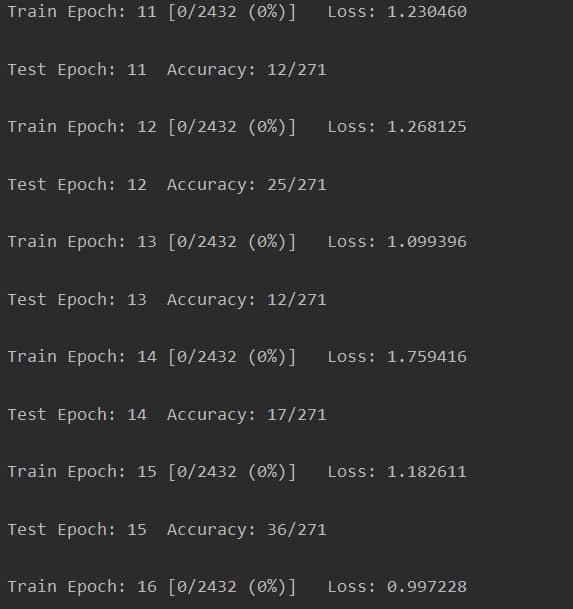 Train Epoch: 11 [0/2432 (0%)]   Loss: 1.230460
Test Epoch: 11  Accuracy: 12/271
Train Epoch: 12 [0/2432 (0%)]   Loss: 1.268125
Test Epoch: 12  Accuracy: 25/271
Train Epoch: 13 [0/2432 (0%)]   Loss: 1.099396
Test Epoch: 13  Accuracy: 12/271
Train Epoch: 14 [0/2432 (0%)]   Loss: 1.759416
Test Epoch: 14  Accuracy: 17/271
Train Epoch: 15 [0/2432 (0%)]   Loss: 1.182611
Test Epoch: 15  Accuracy: 36/271
Train Epoch: 16 [0/2432 (0%)]   Loss: 0.997228